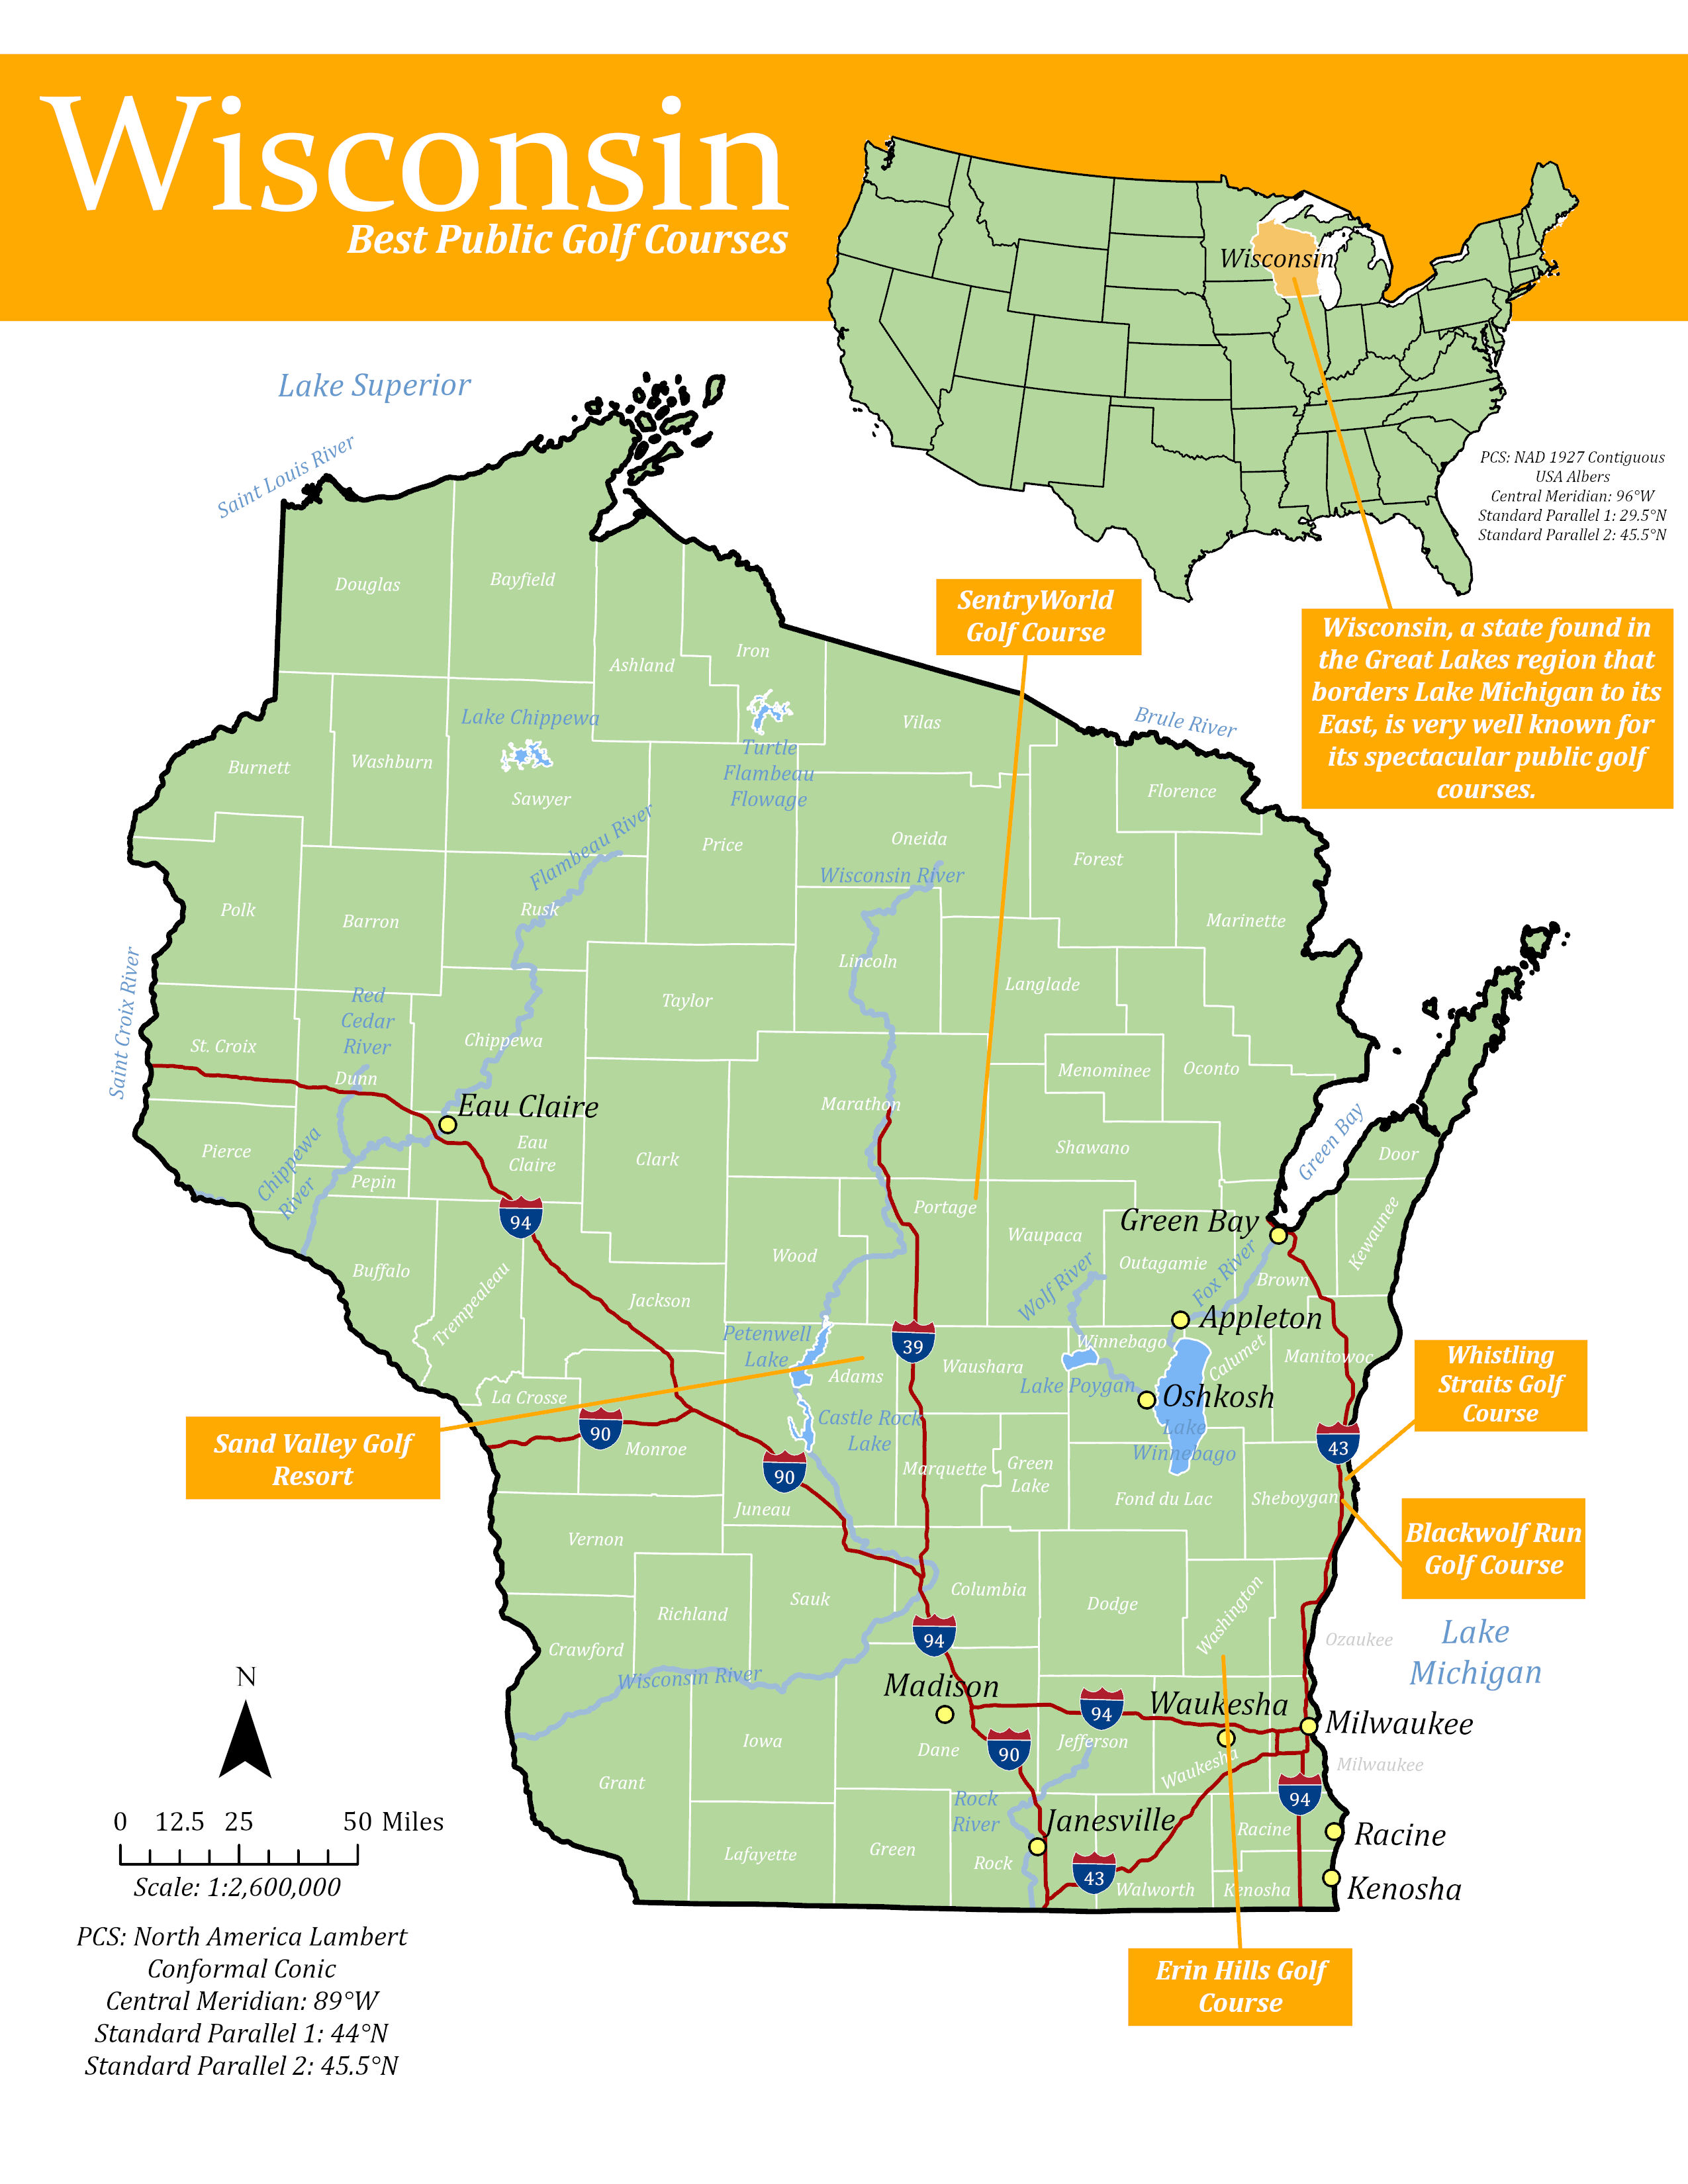 Wisconsin
Best Public Golf Courses
Wisconsin
PCS: NAD 1927 Contiguous
USA Albers
Central Meridian: 96°W
Standard Parallel 1: 29.5°N
Standard Parallel 2: 45.5°N
Wisconsin, a state found in
the Great Lakes region that
borders Lake Michigan to its
East, is very well known for
its spectacular public golf
courses.
Lake Superior
Saint Louis River
SentryWorld
Golf Course
Douglas
Bayfield
Ashland
Iron
Vilas
Brule River
Lake Chippewa
Turtle
Flambeau
Flowage
Burnett
Washburn
Sawyer
Florence
Flambeau River
Price
Oneida
Forest
Wisconsin River
Polk
Barron
Rusk
Marinette
Lincoln
Langlade
Saint Croix River
Red
Cedar
River
Taylor
St. Croix
Chippewa
Dunn
Menominee
Oconto
Marathon
Eau Claire
Green Bay
Pierce
Chippewa
River
Eau
Claire
Clark
Shawano
Door
Pepin
94
Portage
Green Bay
Waupaca
Kewaunee
Wood
Outagamie
Fox River
Brown
Buffalo
Trempealeau
Jackson
Wolf River
Appleton
Petenwell
Lake
39
Winnebago
Calumet
Manitowoc
Waushara
Adams
Whistling
Straits Golf
Course
La Crosse
Lake Poygan
Oshkosh
Sand Valley Golf
Resort
90
Monroe
Castle Rock
Lake
Lake
Winnebago
43
90
Marquette
Green
Lake
Juneau
Fond du Lac
Sheboygan
Blackwolf Run
Golf Course
Vernon
Richland
Sauk
Columbia
Dodge
Washington
94
Ozaukee
Lake
Michigan
Crawford
Wisconsin River
Madison
94
Waukesha
Milwaukee
Iowa
Dane
90
Jefferson
Waukesha
Milwaukee
Grant
94
Rock
River
Janesville
Racine
Racine
Lafayette
Green
Rock
43
Walworth
Kenosha
Kenosha
Erin Hills Golf
Course
N
0 12.5 25 50 Miles
Scale: 1:2,600,000
PCS: North America Lambert
Conformal Conic
Central Meridian: 89°W
Standard Parallel 1: 44°N
Standard Parallel 2: 45.5°N